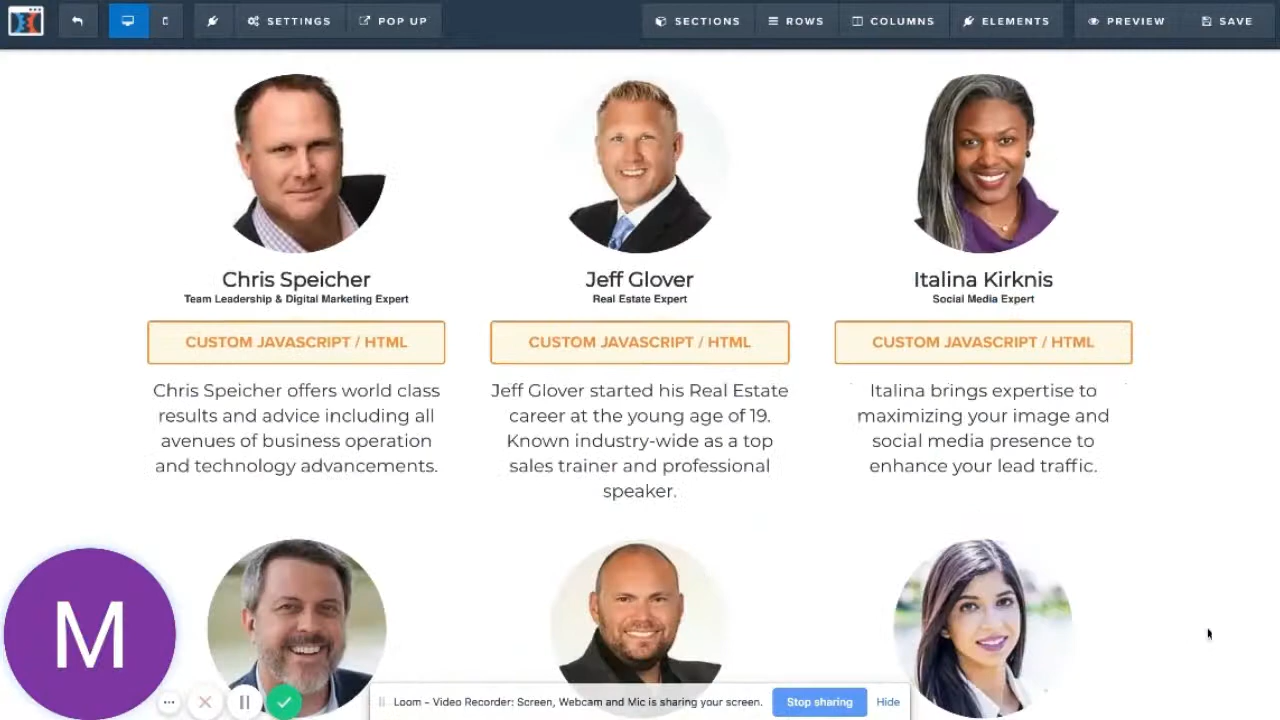 SETTINGS
POP UP
SECTIONS
ROWS
COLUMNS
ELEMENTS
PREVIEW
SAVE
Chris Speicher
Team Leadership & Digital Marketing Expert
CUSTOM JAVASCRIPT / HTML
Chris Speicher offers world class
results and advice including all
avenues of business operation
and technology advancements.
Jeff Glover
Real Estate Expert
CUSTOM JAVASCRIPT / HTML
Jeff Glover started his Real Estate
career at the young age of 19.
Known industry-wide as a top
sales trainer and professional
speaker.
Italina Kirknis
Social Media Expert
CUSTOM JAVASCRIPT / HTML
Italina brings expertise to
maximizing your image and
social media presence to
enhance your lead traffic.
M
Loom – Video Recorder: Screen, Webcam and Mic is sharing your screen.
Stop sharing
Hide